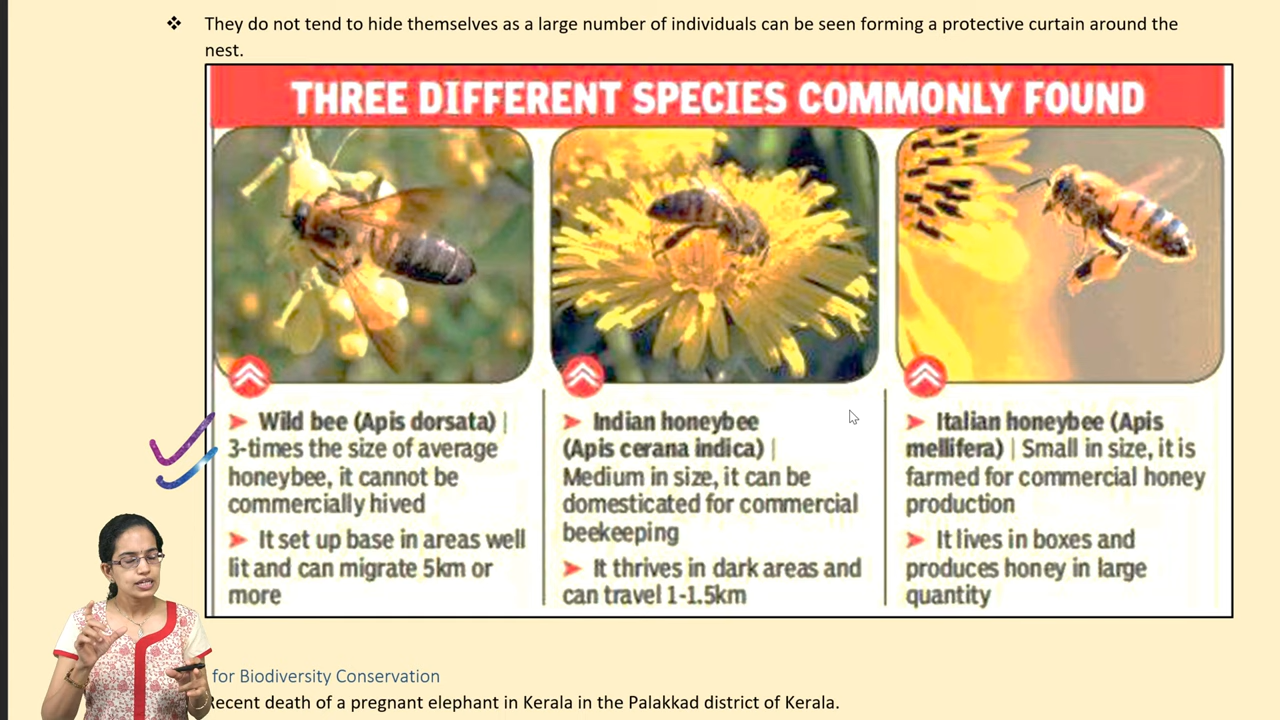 ❖ They do not tend to hide themselves as a large number of individuals can be seen forming a protective curtain around the
nest.
THREE DIFFERENT SPECIES COMMONLY FOUND
➤ Wild bee (Apis dorsata) |
3-times the size of average
honeybee, it cannot be
commercially hived
➤ It set up base in areas well
lit and can migrate 5km or
more
➤ Indian honeybee
(Apis cerana indica) |
Medium in size, it can be
domesticated for commercial
beekeeping
➤ It thrives in dark areas and
can travel 1-1.5km
➤ Italian honeybee (Apis
mellifera) | Small in size, it is
farmed for commercial honey
production
➤ It lives in boxes and
produces honey in large
quantity
for Biodiversity Conservation
Recent death of a pregnant elephant in Kerala in the Palakkad district of Kerala.